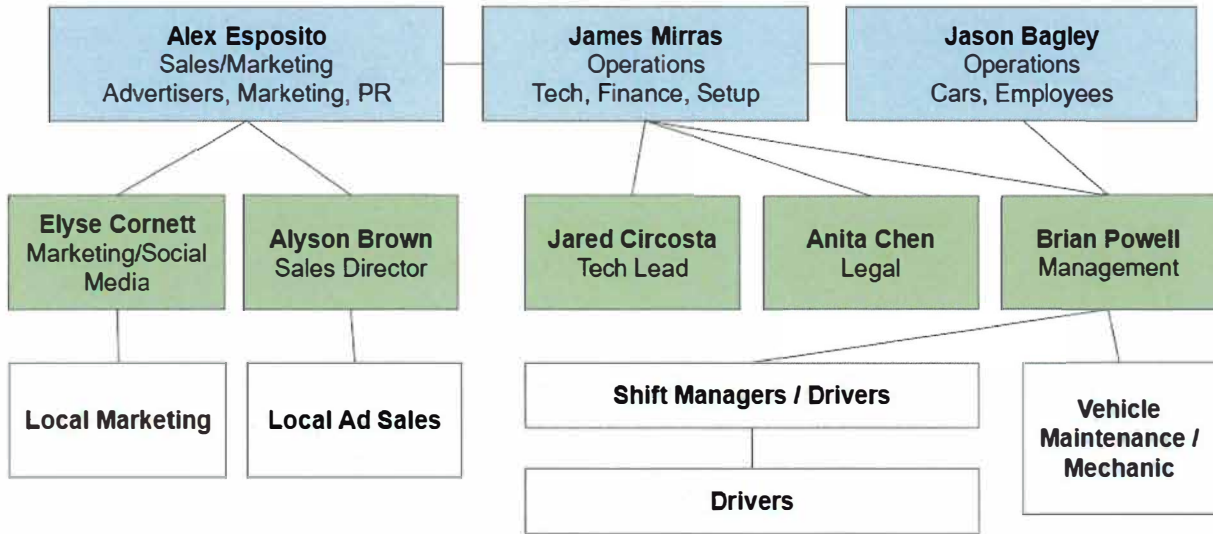 Alex Esposito
Sales/Marketing
Advertisers, Marketing, PR
James Mirras
Operations
Tech, Finance, Setup
Jason Bagley
Operations
Cars, Employees
Elyse Cornett
Marketing/Social
Media
Alyson Brown
Sales Director
Jared Circosta
Tech Lead
Anita Chen
Legal
Brian Powell
Management
Local Marketing
Local Ad Sales
Shift Managers / Drivers
Drivers
Vehicle
Maintenance /
Mechanic